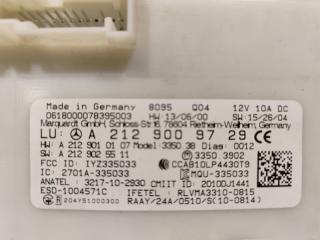 Made in Germany 8095 Q04 12V 10A DC
0618000078395003 HW:13/06/00 SW:15/26/04
Marquardt GmbH, Schloss-Str.16, 78604 Rietheim-Weilheim, Germany
LU: A 212 900 97 29
HW: A 212 901 01 07 Model: 3350 38 Diag: 0012
SW: A 212 902 55 11 3350.3902
FCC ID: IYZ335033 CCAB10LP4430T9
IC: 2701A-335033 MQU-335033
ANATEL: 3217-10-2930 CMIIT ID: 2010DJ1441
ESD-1004571C IFETEL: RLVMA3310-0815
204Y51000300 RAAY/24A/0510/S(10-0814)